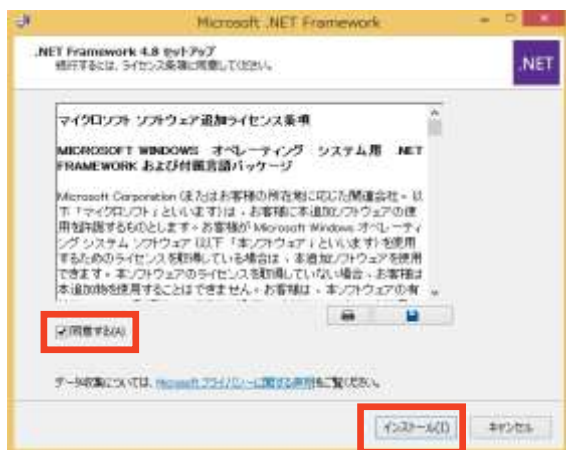 Microsoft .NET Framework
.NET Framework 4.8 セットアップ
続行するには、ライセンス条項に同意してください。
.NET
マイクロソフト ソフトウェア追加ライセンス条項
MICROSOFT WINDOWS オペレーティング システム用 .NET
FRAMEWORK および付属言語パッケージ
Microsoft Corporation (またはお客様の所在地に応じた関連会社。以
下「マイクロソフト」といいます) は、お客様に本追加ソフトウェアの使
用を許諾するものとします。お客様が Microsoft Windows オペレーティ
ング システム ソフトウェア (以下「本ソフトウェア」といいます) を使用
するためのライセンスを取得している場合は、本追加ソフトウェアを使用
できます。本ソフトウェアのライセンスを取得していない場合、お客様は
本追加物を使用することはできません。お客様は、本ソフトウェアの有
同意する(A)
データ収集については、Microsoft プライバシーに関する声明をご覧ください。
インストール(I)
キャンセル